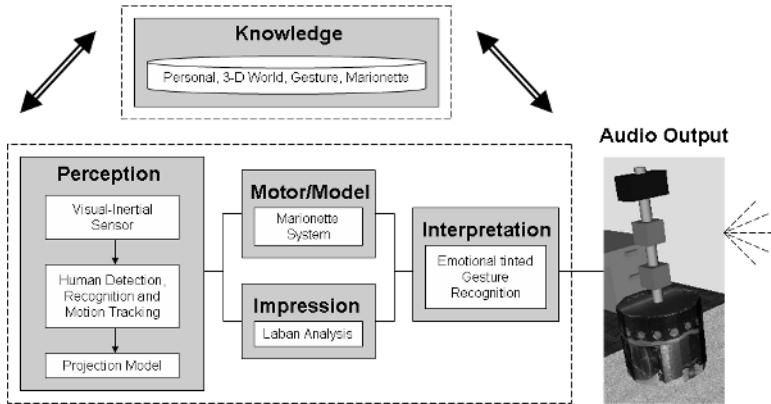 Knowledge
Personal, 3-D World, Gesture, Marionette
Audio Output
Perception
Visual-Inertial
Sensor
Human Detection,
Recognition and
Motion Tracking
Projection Model
Motor/Model
Marionette
System
Impression
Laban Analysis
Interpretation
Emotional tinted
Gesture
Recognition